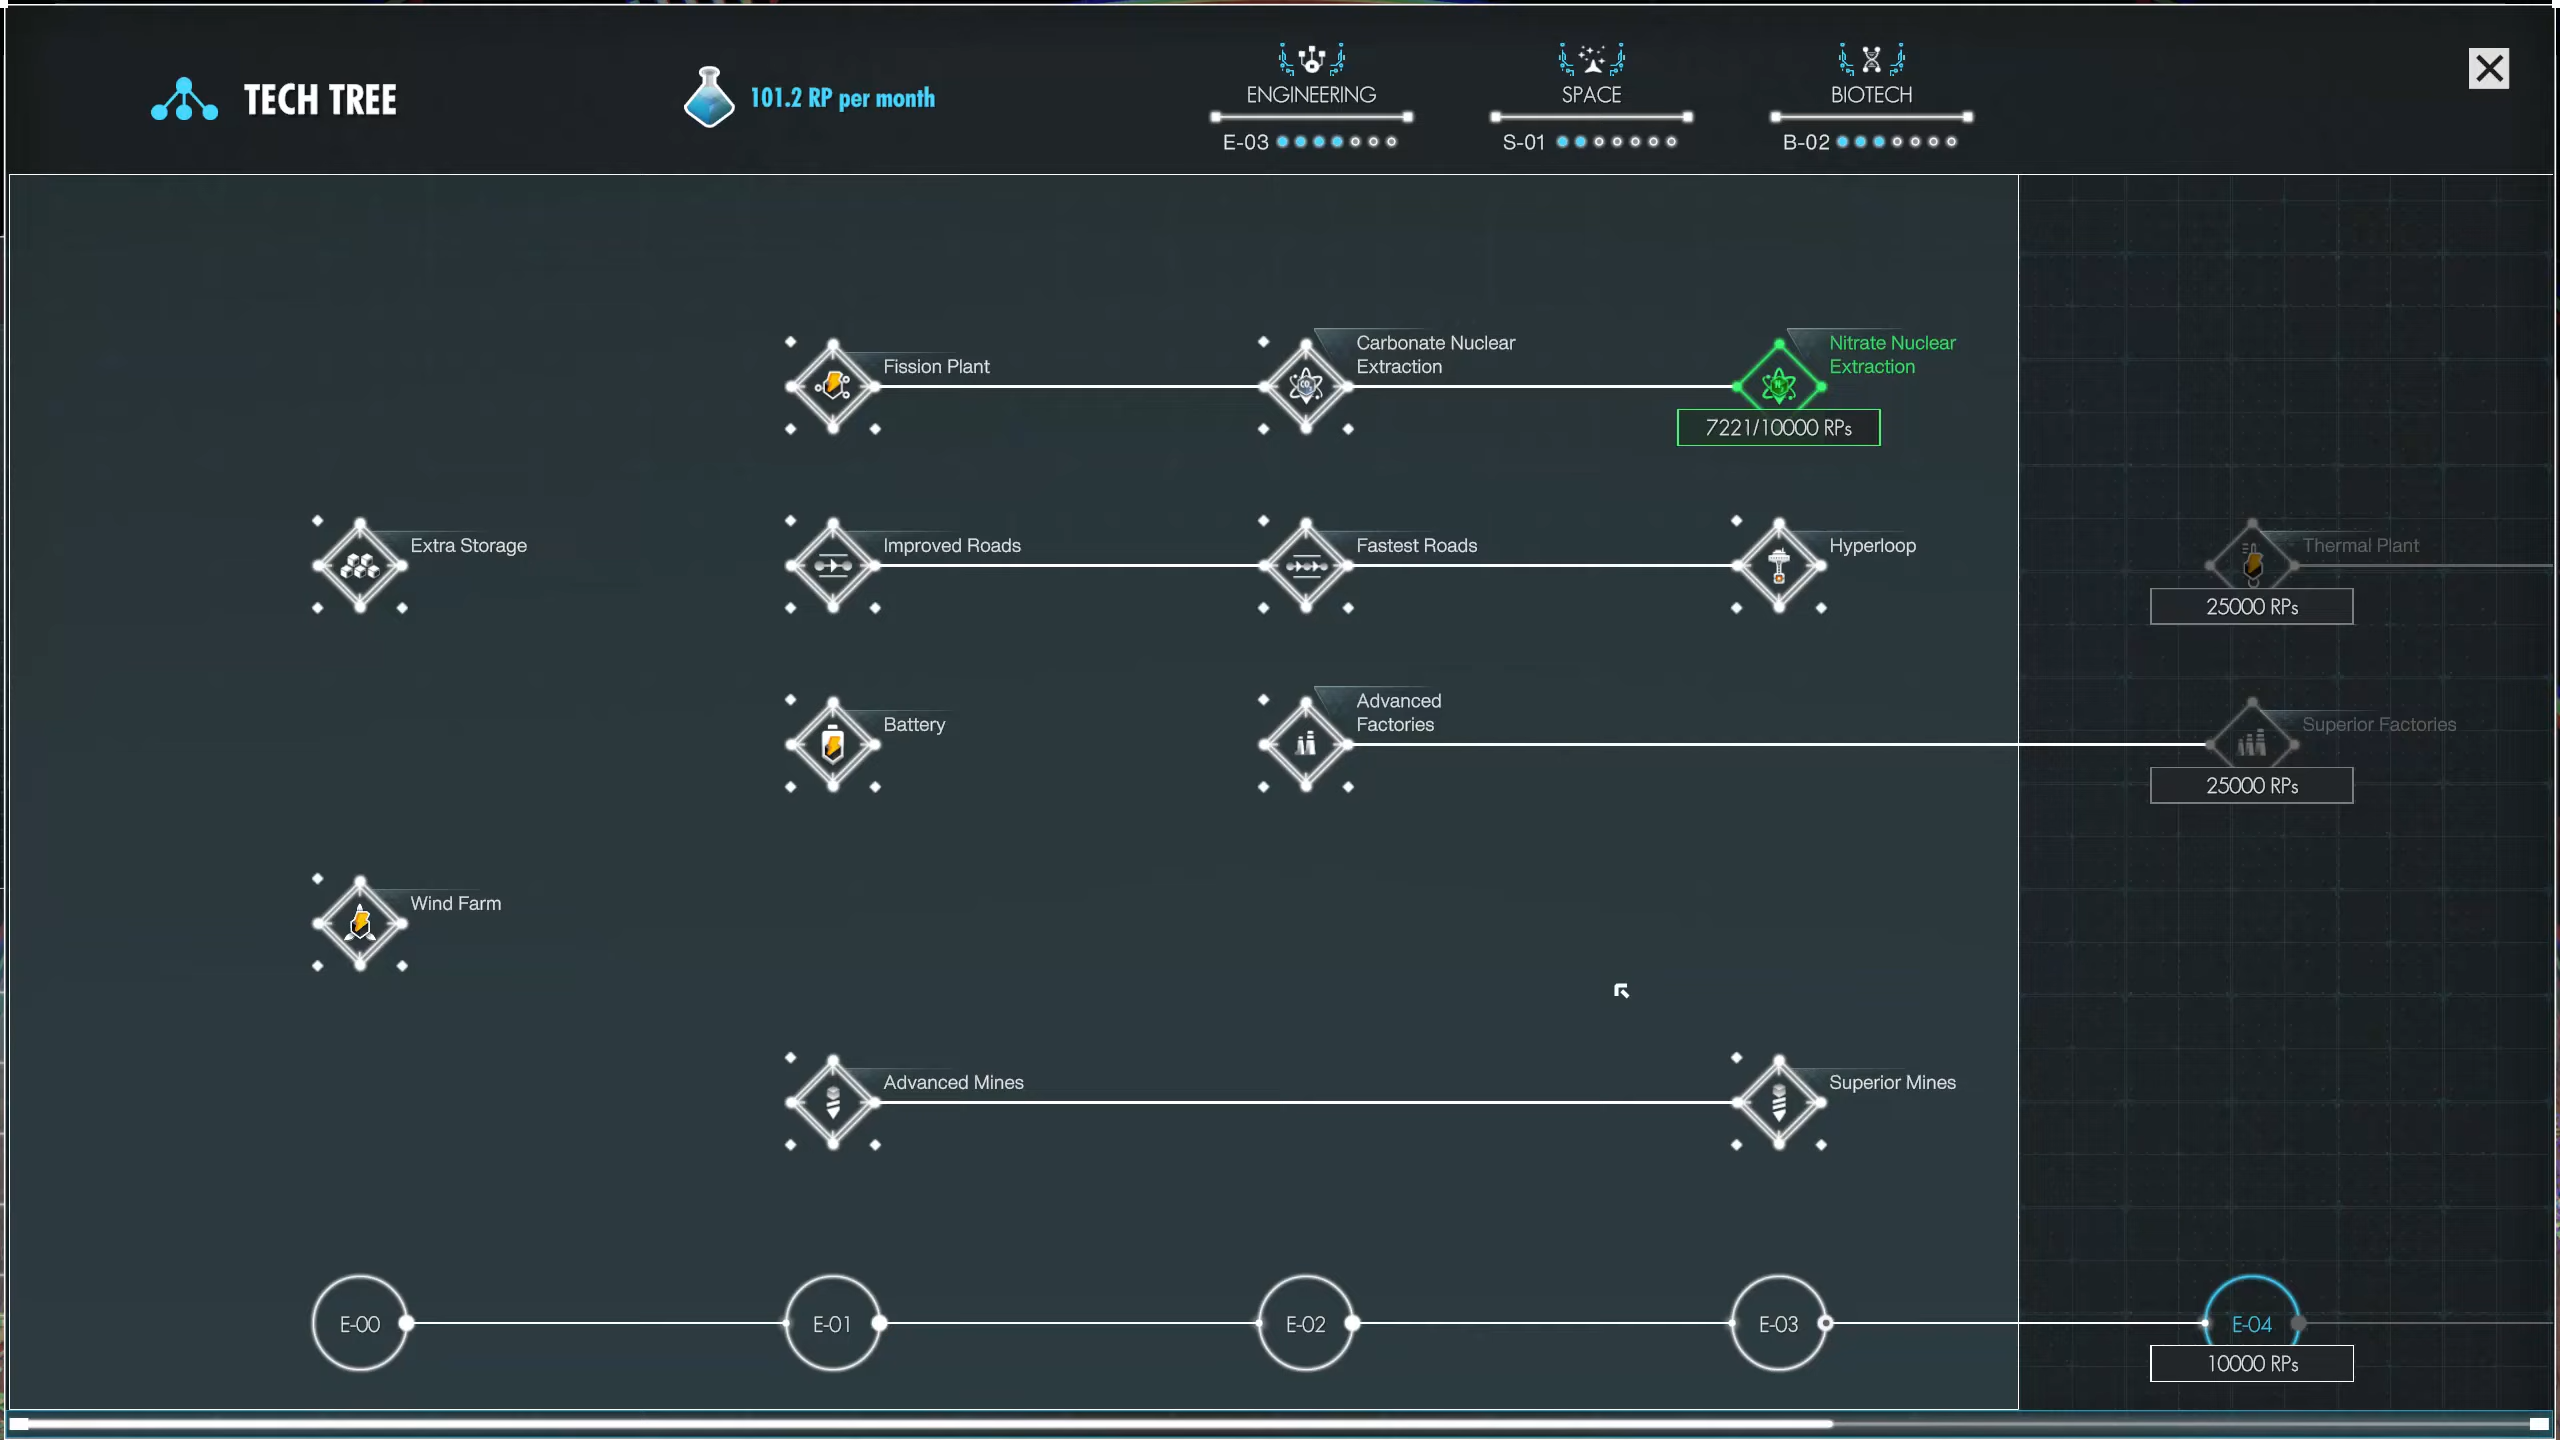 TECH TREE
101.2 RP per month
ENGINEERING
E-03
SPACE
S-01
BIOTECH
B-02
Fission Plant
Carbonate Nuclear
Extraction
Nitrate Nuclear
Extraction
7221/10000 RPs
Extra Storage
Improved Roads
Fastest Roads
Hyperloop
Thermal Plant
25000 RPs
Battery
Advanced
Factories
Superior Factories
25000 RPs
Wind Farm
Advanced Mines
Superior Mines
E-00
E-01
E-02
E-03
E-04
10000 RPs